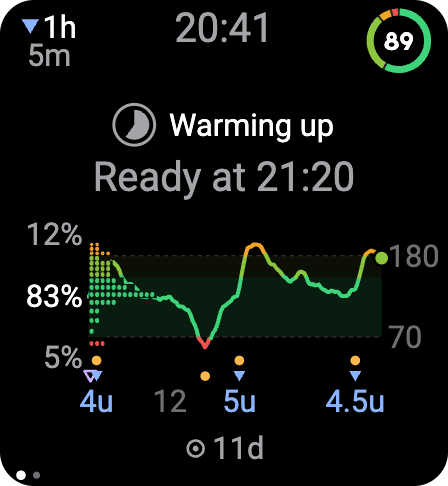 1h 20:41 89
5m
Warming up
Ready at 21:20
12% 180
83%
5% 70
4u 12 5u 4.5u
11d